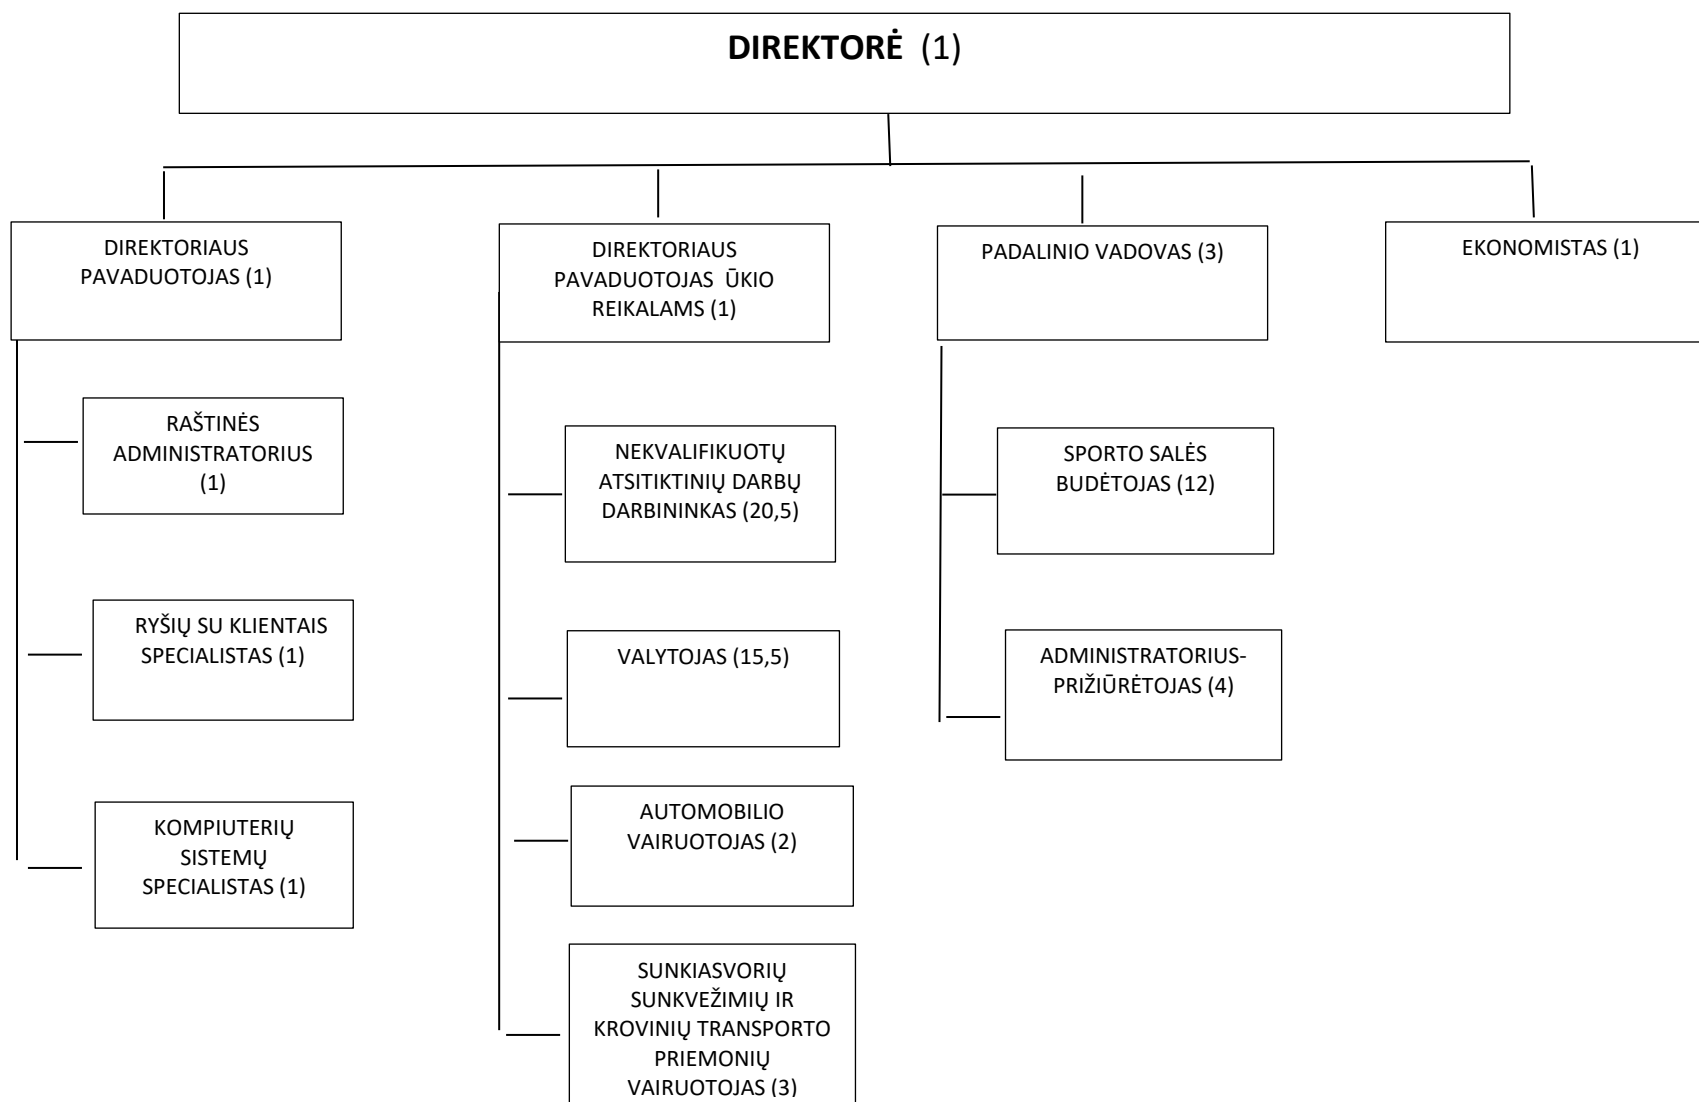 DIREKTORĖ (1)
DIREKTORIAUS
PAVADUOTOJAS (1)
DIREKTORIAUS
PAVADUOTOJAS ŪKIO
REIKALAMS (1)
PADALINIO VADOVAS (3)
EKONOMISTAS (1)
RAŠTINĖS
ADMINISTRATORIUS
(1)
RYŠIŲ SU KLIENTAIS
SPECIALISTAS (1)
KOMPIUTERIŲ
SISTEMŲ
SPECIALISTAS (1)
NEKVALIFIKUOTŲ
ATSITIKTINIŲ DARBŲ
DARBININKAS (20,5)
VALYTOJAS (15,5)
AUTOMOBILIO
VAIRUOTOJAS (2)
SUNKIASVORIŲ
SUNKVEŽIMIŲ IR
KROVINIŲ TRANSPORTO
PRIEMONIŲ
VAIRUOTOJAS (3)
SPORTO SALĖS
BUDĖTOJAS (12)
ADMINISTRATORIUS-
PRIŽIŪRĖTOJAS (4)